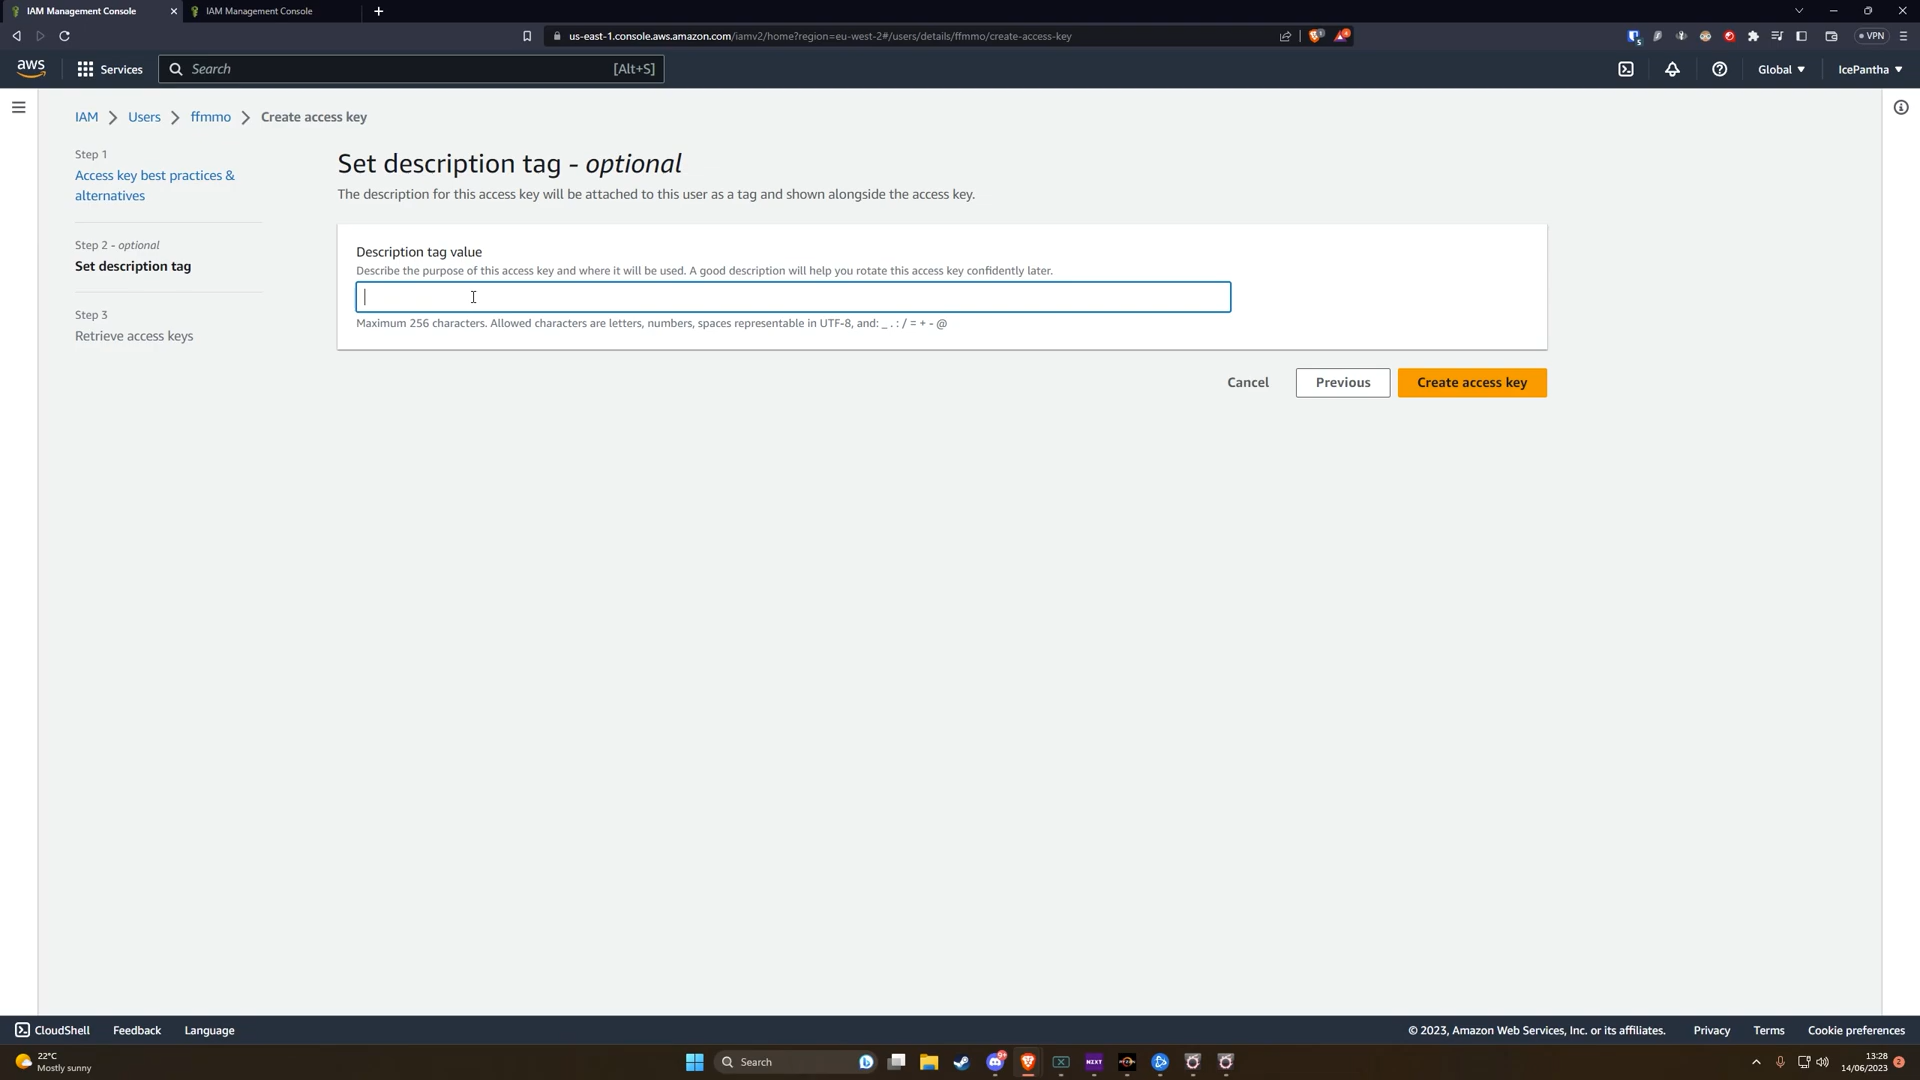 IAM Management Console
IAM Management Console
us-east-1.console.aws.amazon.com/iamv2/home?region=eu-west-2#/users/details/ffmmo/create-access-key
VPN
aws
Services
Search
[Alt+S]
Global
IcePantha
IAM
Users
ffmmo
Create access key
Step 1
Access key best practices &
alternatives
Step 2 - optional
Set description tag
Step 3
Retrieve access keys
Set description tag - optional
The description for this access key will be attached to this user as a tag and shown alongside the access key.
Description tag value
Describe the purpose of this access key and where it will be used. A good description will help you rotate this access key confidently later.
Maximum 256 characters. Allowed characters are letters, numbers, spaces representable in UTF-8, and: _ . : / = + - @
Cancel
Previous
Create access key
CloudShell
Feedback
Language
© 2023, Amazon Web Services, Inc. or its affiliates.
Privacy
Terms
Cookie preferences
22°C
Mostly sunny
Search
NEXT
13:28
14/06/2023
2